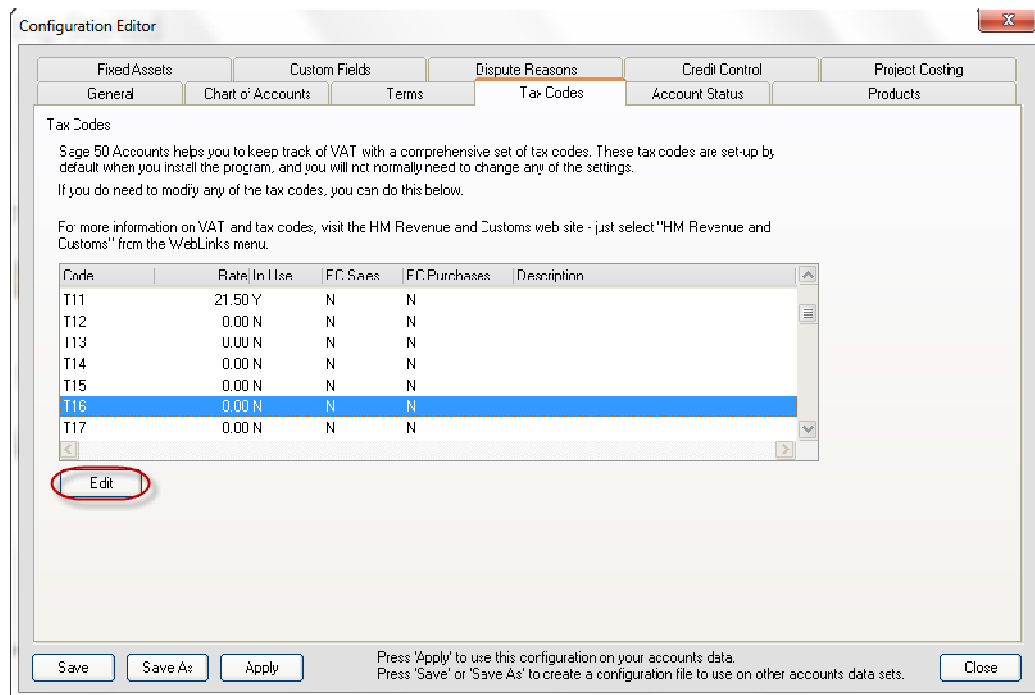 Configuration Editor
Fixed Assets Custom Fields Dispute Reasons Credit Control Project Costing
General Chart of Accounts Terms Tax Codes Account Status Products
Tax Codes
Sage 50 Accounts helps you to keep track of VAT with a comprehensive set of tax codes. These tax codes are set-up by
default when you install the program, and you will not normally need to change any of the settings.
If you do need to modify any of the tax codes, you can do this below.
For more information on VAT and tax codes, visit the HM Revenue and Customs web site - just select "HM Revenue and
Customs" from the WebLinks menu.
Code Rate In Use EC Sales EC Purchases Description
T11 21.50 Y N N
T12 0.00 N N N
T13 0.00 N N N
T14 0.00 N N N
T15 0.00 N N N
T16 0.00 N N N
T17 0.00 N N N
Edit
Save Save As Apply Press 'Apply' to use this configuration on your accounts data.
Press 'Save' or 'Save As' to create a configuration file to use on other accounts data sets. Close